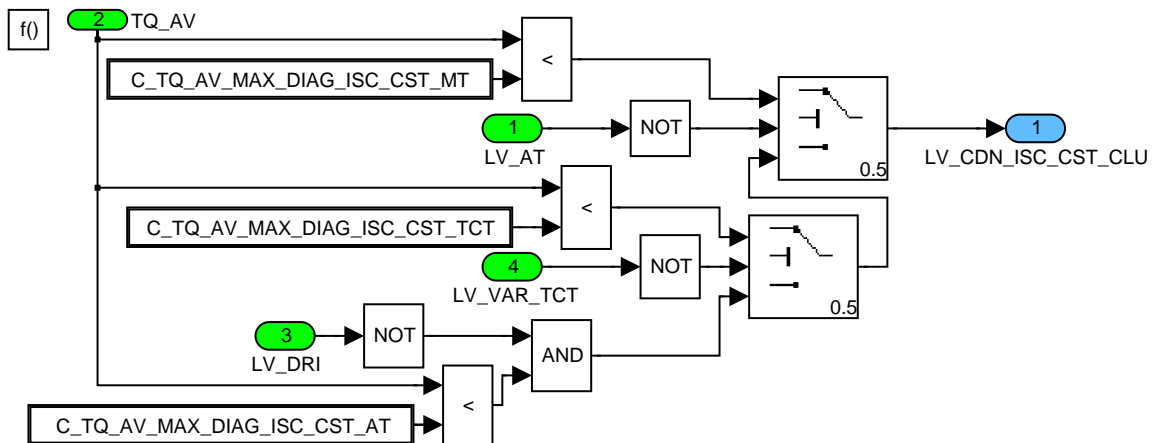 f()
2
TQ_AV
<
C_TQ_AV_MAX_DIAG_ISC_CST_MT
1
LV_AT
NOT
0.5
1
LV_CDN_ISC_CST_CLU
<
C_TQ_AV_MAX_DIAG_ISC_CST_TCT
4
LV_VAR_TCT
NOT
0.5
3
LV_DRI
NOT
AND
<
C_TQ_AV_MAX_DIAG_ISC_CST_AT